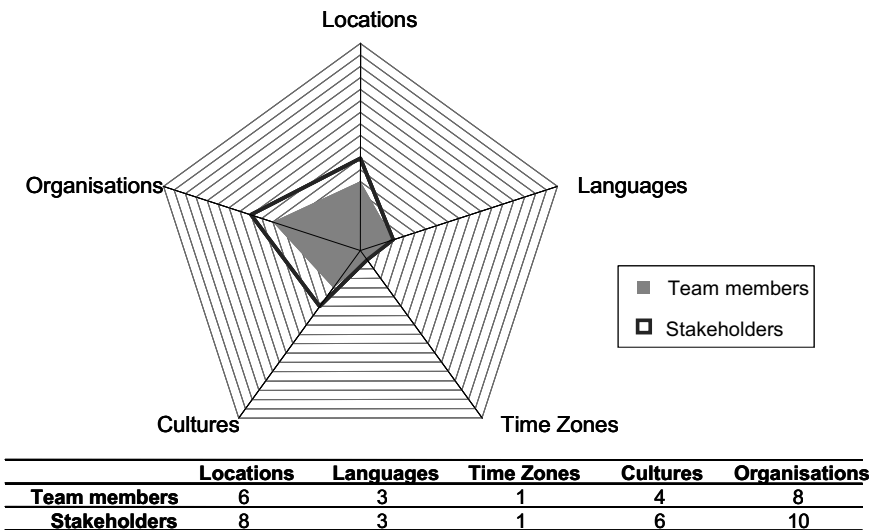 Locations
Organisations
Languages
Team members
Stakeholders
Cultures
Time Zones
Locations Languages Time Zones Cultures Organisations
Team members 6 3 1 4 8
Stakeholders 8 3 1 6 10